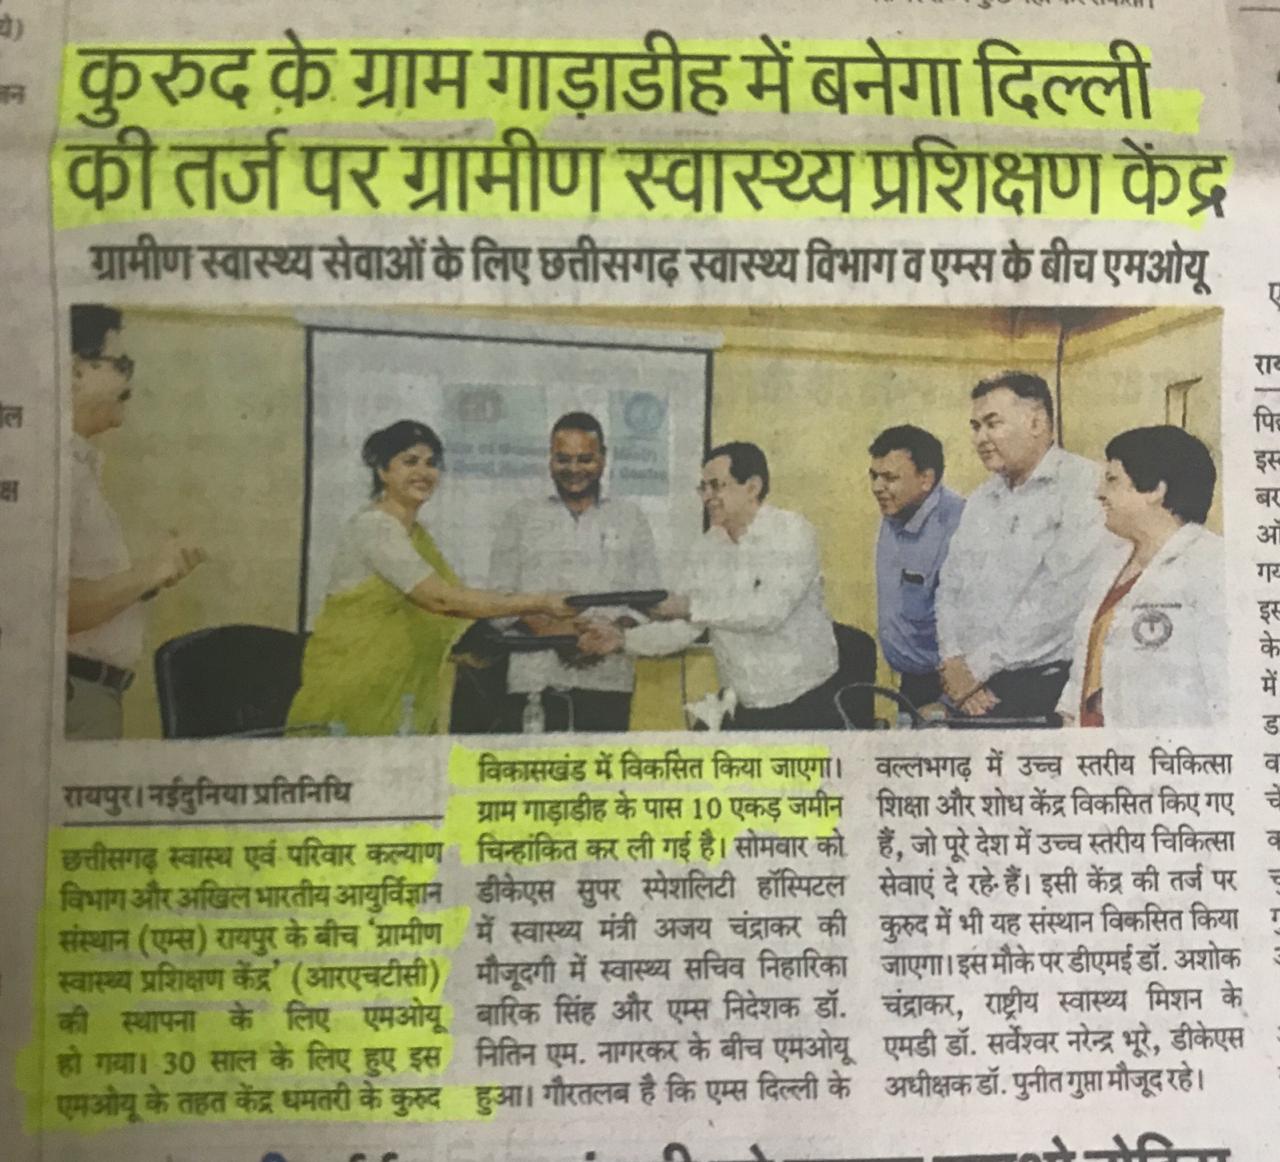 कुरुद के ग्राम गाड़ाडीह में बनेगा दिल्ली
की तर्ज पर ग्रामीण स्वास्थ्य प्रशिक्षण केंद्र
ग्रामीण स्वास्थ्य सेवाओं के लिए छत्तीसगढ़ स्वास्थ्य विभाग व एम्स के बीच एमओयू
रायपुर। नईदुनिया प्रतिनिधि
छत्तीसगढ़ स्वास्थ एवं परिवार कल्याण
विभाग और अखिल भारतीय आयुर्विज्ञान
संस्थान (एम्स) रायपुर के बीच 'ग्रामीण
स्वास्थ्य प्रशिक्षण केंद्र' (आरएचटीसी)
की स्थापना के लिए एमओयू
हो गया। 30 साल के लिए हुए इस
एमओयू के तहत केंद्र धमतरी के कुरुद
विकासखंड में विकसित किया जाएगा।
ग्राम गाड़ाडीह के पास 10 एकड़ जमीन
चिन्हांकित कर ली गई है। सोमवार को
डीकेएस सुपर स्पेशलिटी हॉस्पिटल
में स्वास्थ्य मंत्री अजय चंद्राकर की
मौजूदगी में स्वास्थ्य सचिव निहारिका
बारिक सिंह और एम्स निदेशक डॉ.
नितिन एम. नागरकर के बीच एमओयू
हुआ। गौरतलब है कि एम्स दिल्ली के
वल्लभगढ़ में उच्च स्तरीय चिकित्सा
शिक्षा और शोध केंद्र विकसित किए गए
हैं, जो पूरे देश में उच्च स्तरीय चिकित्सा
सेवाएं दे रहे हैं। इसी केंद्र की तर्ज पर
कुरुद में भी यह संस्थान विकसित किया
जाएगा। इस मौके पर डीएमई डॉ. अशोक
चंद्राकर, राष्ट्रीय स्वास्थ्य मिशन के
एमडी डॉ. सर्वेश्वर नरेन्द्र भूरे, डीकेएस
अधीक्षक डॉ. पुनीत गुप्ता मौजूद रहे।